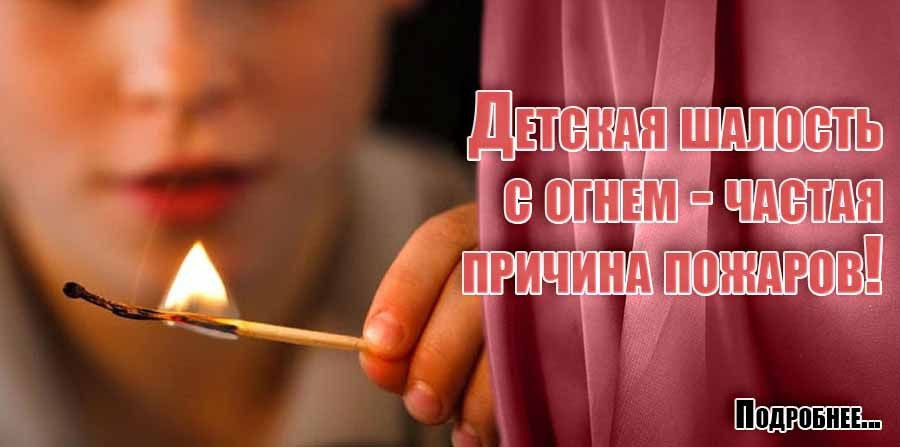 Детская шалость
с огнем - частая
причина пожаров!
Подробнее...